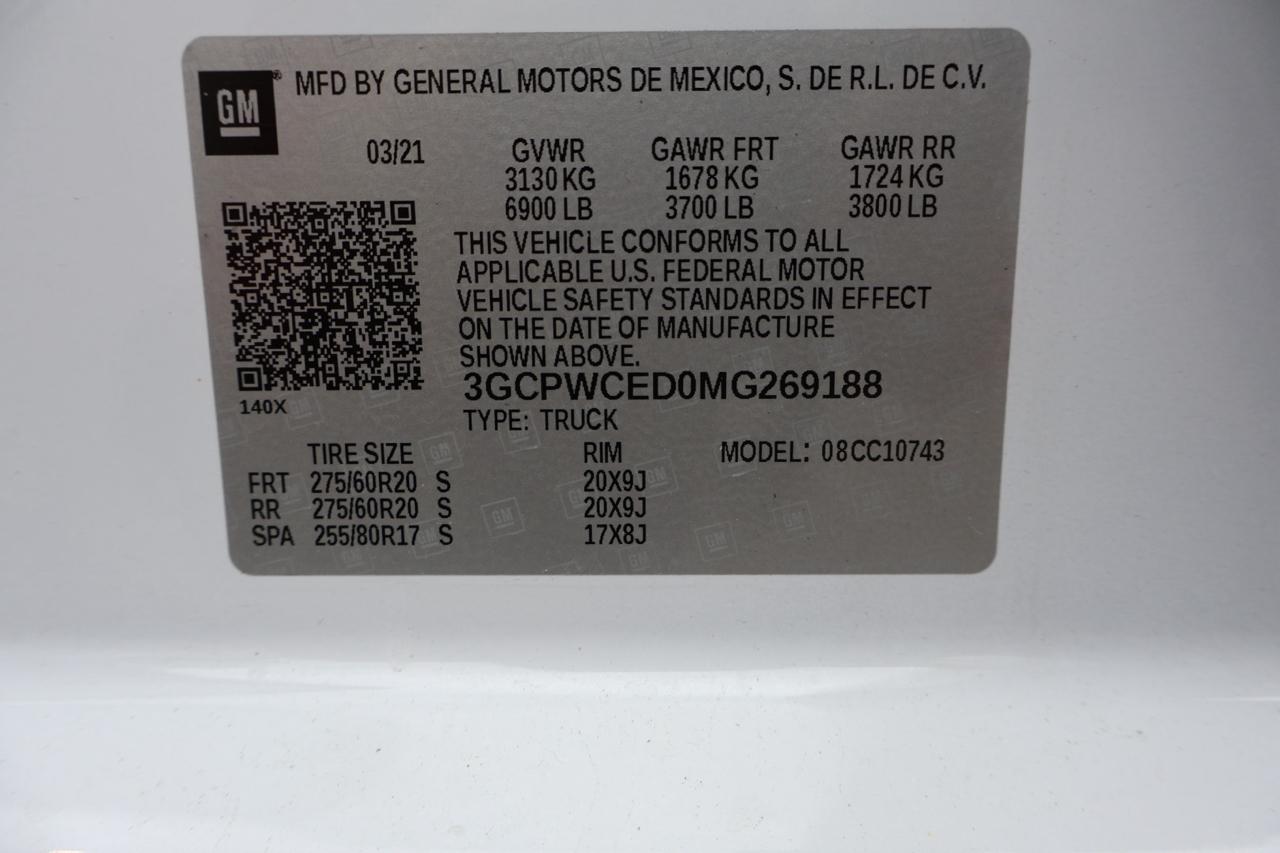 GM® MFD BY GENERAL MOTORS DE MEXICO, S. DE R.L. DE C.V.
03/21 GVWR GAWR FRT GAWR RR
3130 KG 1678 KG 1724 KG
6900 LB 3700 LB 3800 LB
THIS VEHICLE CONFORMS TO ALL
APPLICABLE U.S. FEDERAL MOTOR
VEHICLE SAFETY STANDARDS IN EFFECT
ON THE DATE OF MANUFACTURE
SHOWN ABOVE.
3GCPWCED0MG269188
140X
TYPE: TRUCK
TIRE SIZE RIM MODEL: 08CC10743
FRT 275/60R20 S 20X9J
RR 275/60R20 S 20X9J
SPA 255/80R17 S 17X8J